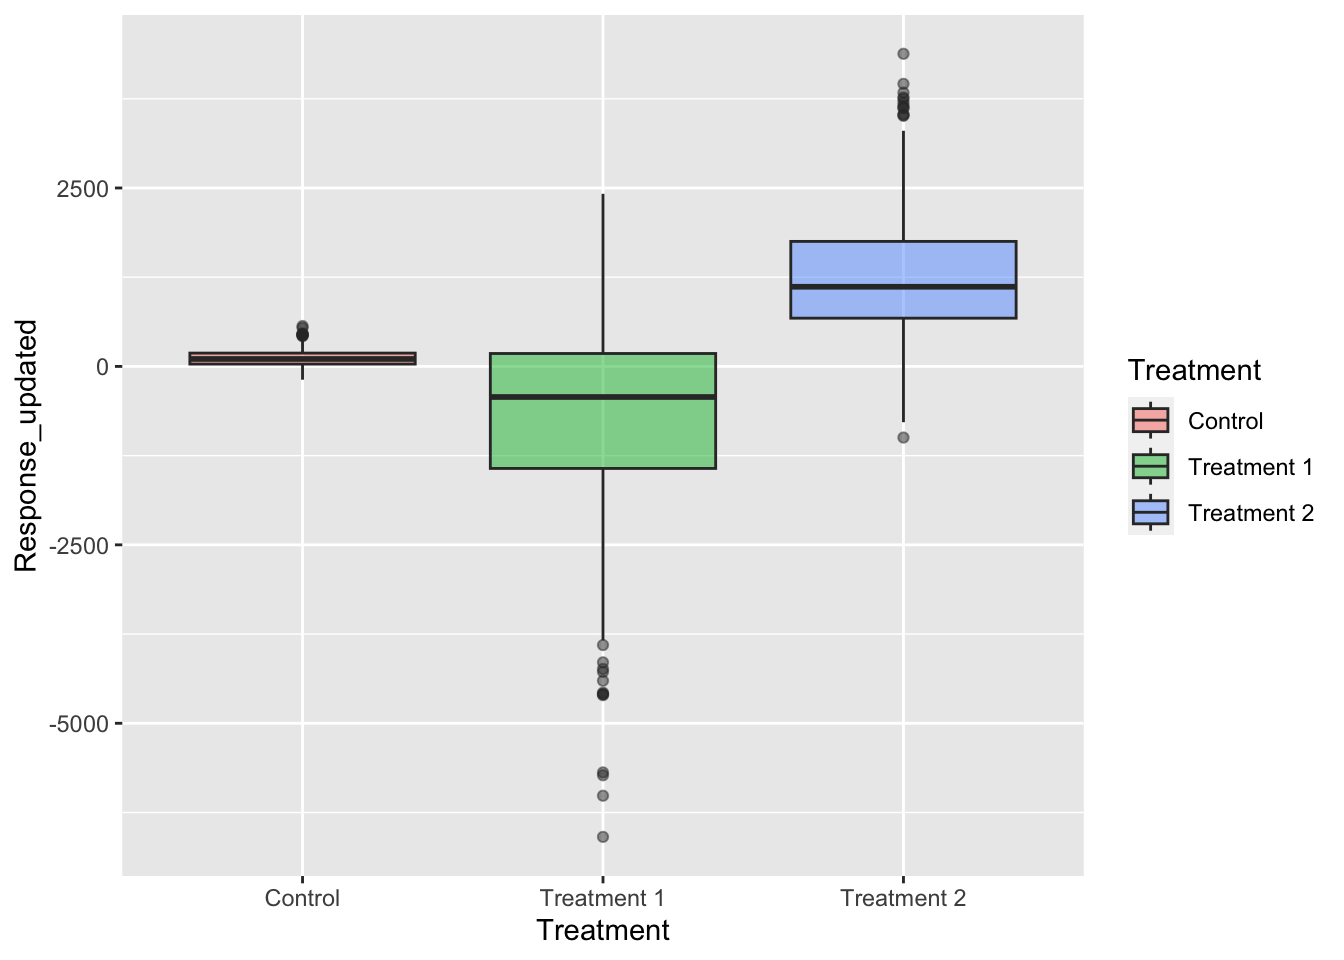 Response_updated
2500
0
-2500
-5000
Control
Treatment 1
Treatment 2
Treatment
Treatment
Control
Treatment 1
Treatment 2